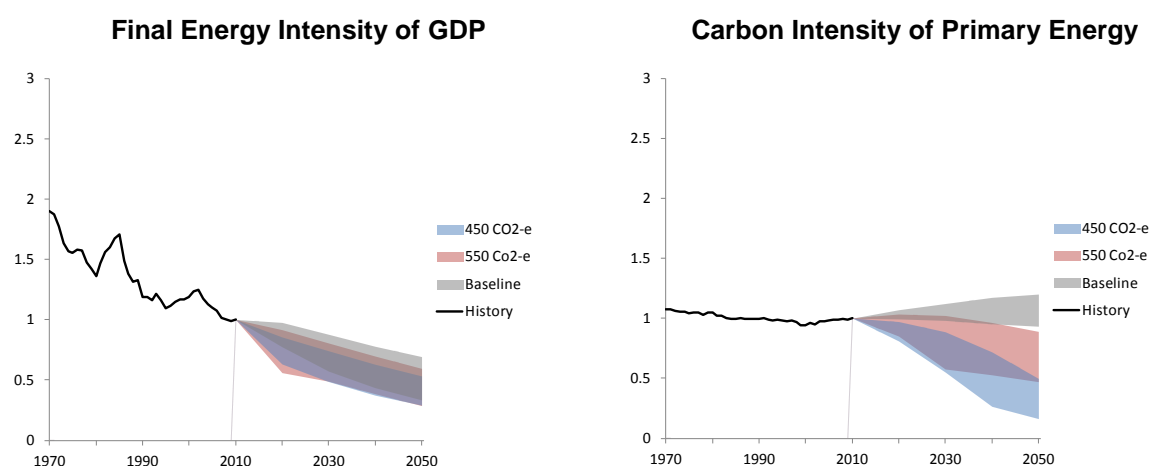 Final Energy Intensity of GDP
3
2.5
2
1.5
1
0.5
0
1970
1990
2010
2030
2050
450 CO2-e
550 Co2-e
Baseline
History
Carbon Intensity of Primary Energy
3
2.5
2
1.5
1
0.5
0
1970
1990
2010
2030
2050
450 CO2-e
550 Co2-e
Baseline
History